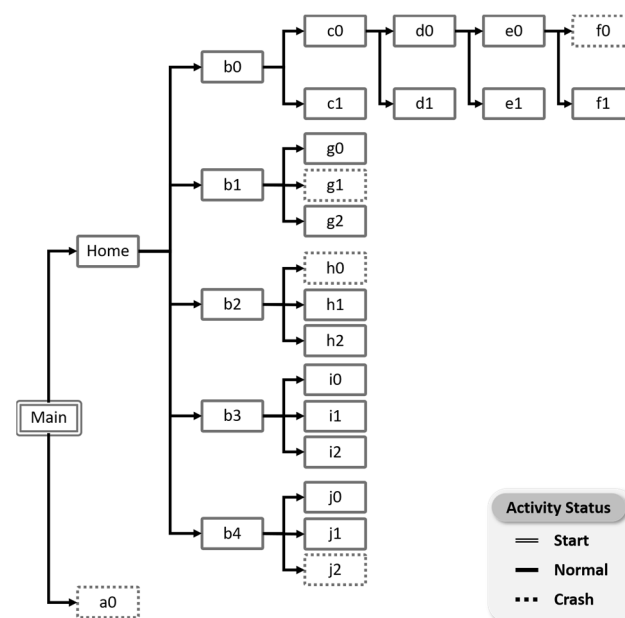 c0 d0 e0 f0
b0
c1 d1 e1 f1
g0
b1 g1
g2
Home
h0
b2 h1
h2
i0
Main b3 i1
i2
j0
b4 j1
j2
a0
Activity Status
Start
Normal
Crash